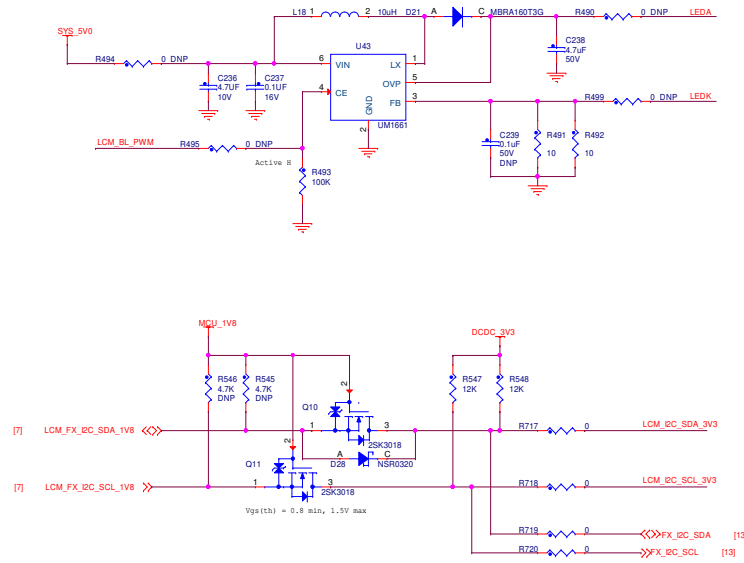 L18 1 2 10uH D21 A C MBRA160T3G R490 0 DNP LEDA
SYS_5V0
U43
C238
4.7uF
50V
R494 0 DNP
6 VIN LX 1
C236
4.7UF
10V
C237
0.1UF
16V
OVP 5
4 CE
FB 3
R499 0 DNP LEDK
GND
2
UM1661
LCM_BL_PWM R495 0 DNP
C239
0.1uF
50V
DNP
R491
10
R492
10
Active H
R493
100K
MCU_1V8
DCDC_3V3
R546
4.7K
DNP
R545
4.7K
DNP
2
R547
12K
R548
12K
Q10
[7] LCM_FX_I2C_SDA_1V8 1 3 R717 0 LCM_I2C_SDA_3V3
2SK3018
2
A C
D28 NSR0320
Q11
[7] LCM_FX_I2C_SCL_1V8 1 3 R718 0 LCM_I2C_SCL_3V3
2SK3018
Vgs(th) = 0.8 min, 1.5V max
R719 0 FX_I2C_SDA [13
R720 0 FX_I2C_SCL [13]